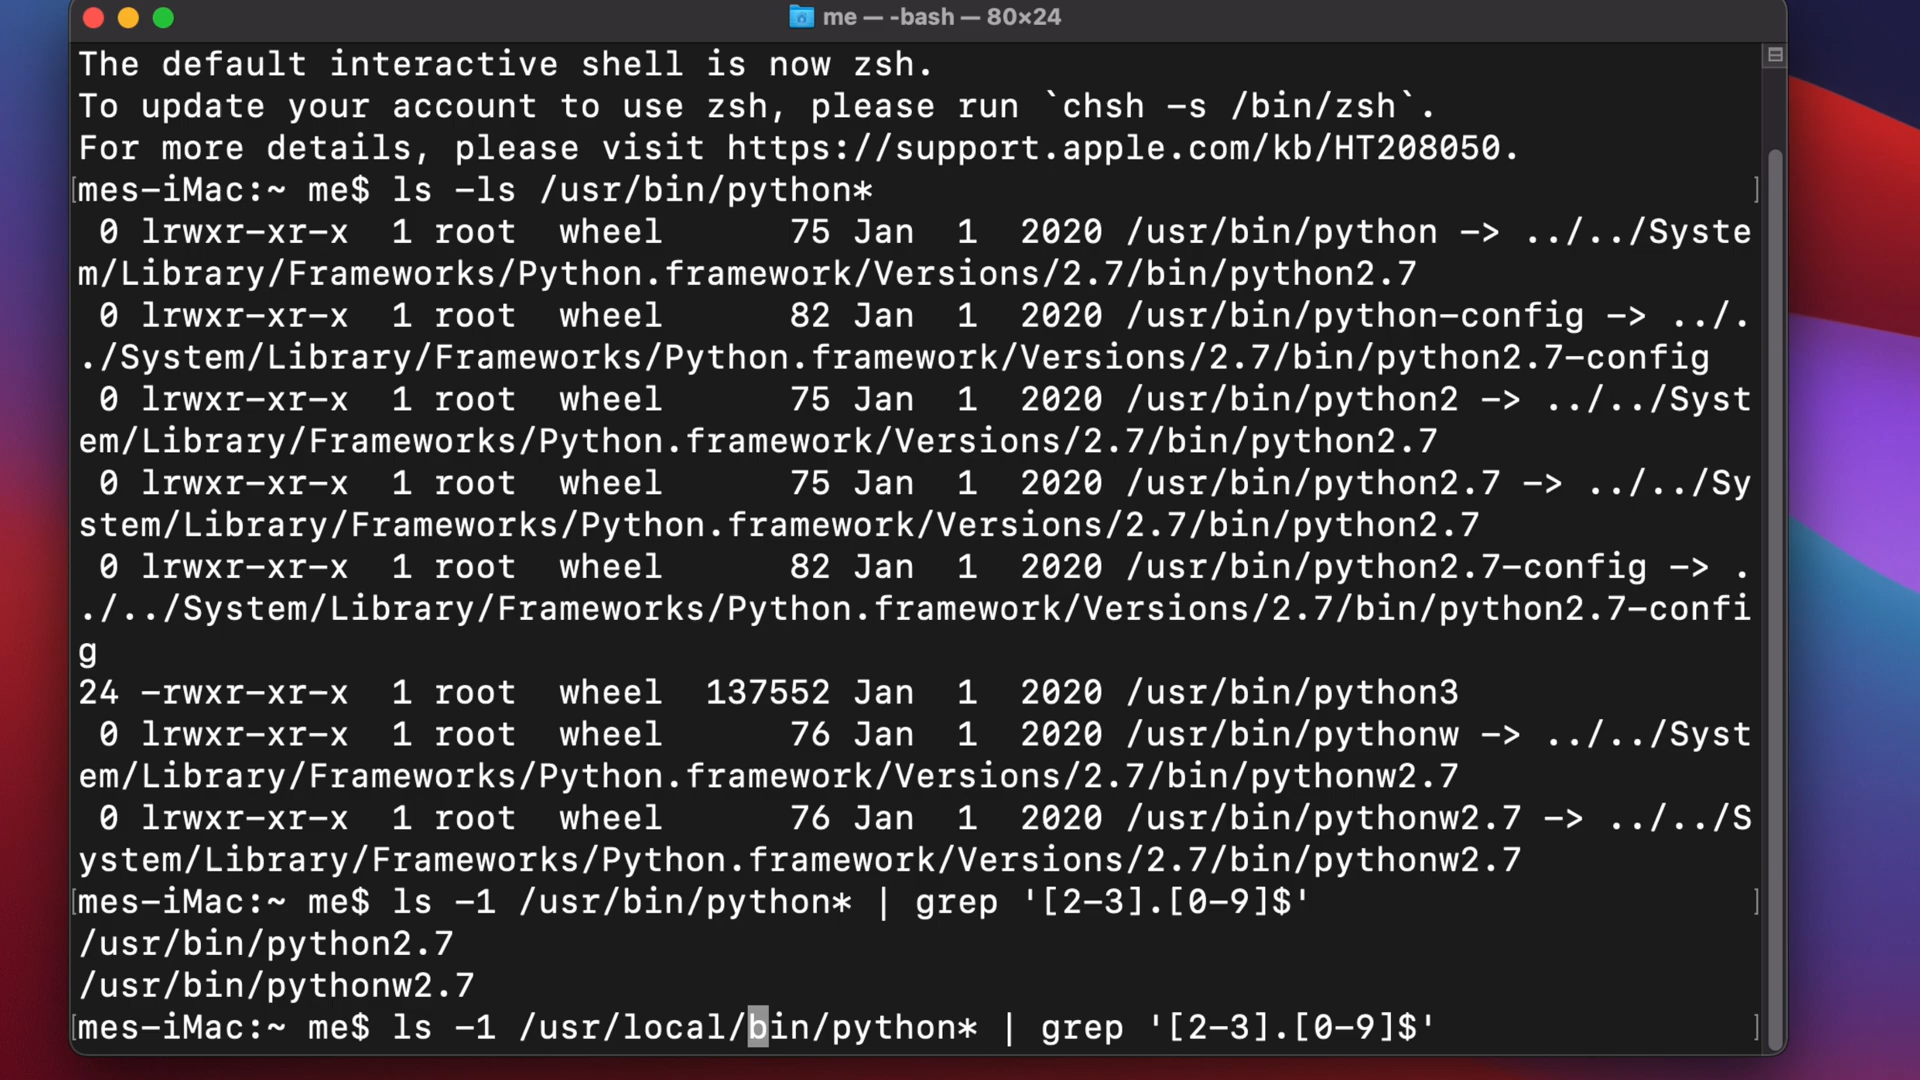 me — -bash — 80×24
The default interactive shell is now zsh.
To update your account to use zsh, please run `chsh -s /bin/zsh`.
For more details, please visit https://support.apple.com/kb/HT208050.
[mes-iMac:~ me$ ls -ls /usr/bin/python* ]
 0 lrwxr-xr-x  1 root  wheel      75 Jan  1  2020 /usr/bin/python -> ../../Syste
m/Library/Frameworks/Python.framework/Versions/2.7/bin/python2.7
 0 lrwxr-xr-x  1 root  wheel      82 Jan  1  2020 /usr/bin/python-config -> ../.
./System/Library/Frameworks/Python.framework/Versions/2.7/bin/python2.7-config
 0 lrwxr-xr-x  1 root  wheel      75 Jan  1  2020 /usr/bin/python2 -> ../../Syst
em/Library/Frameworks/Python.framework/Versions/2.7/bin/python2.7
 0 lrwxr-xr-x  1 root  wheel      75 Jan  1  2020 /usr/bin/python2.7 -> ../../Sy
stem/Library/Frameworks/Python.framework/Versions/2.7/bin/python2.7
 0 lrwxr-xr-x  1 root  wheel      82 Jan  1  2020 /usr/bin/python2.7-config -> .
./../System/Library/Frameworks/Python.framework/Versions/2.7/bin/python2.7-confi
g
24 -rwxr-xr-x  1 root  wheel  137552 Jan  1  2020 /usr/bin/python3
 0 lrwxr-xr-x  1 root  wheel      76 Jan  1  2020 /usr/bin/pythonw -> ../../Syst
em/Library/Frameworks/Python.framework/Versions/2.7/bin/pythonw2.7
 0 lrwxr-xr-x  1 root  wheel      76 Jan  1  2020 /usr/bin/pythonw2.7 -> ../../S
ystem/Library/Frameworks/Python.framework/Versions/2.7/bin/pythonw2.7
[mes-iMac:~ me$ ls -1 /usr/bin/python* | grep '[2-3].[0-9]$' ]
/usr/bin/python2.7
/usr/bin/pythonw2.7
[mes-iMac:~ me$ ls -1 /usr/local/bin/python* | grep '[2-3].[0-9]$' ]